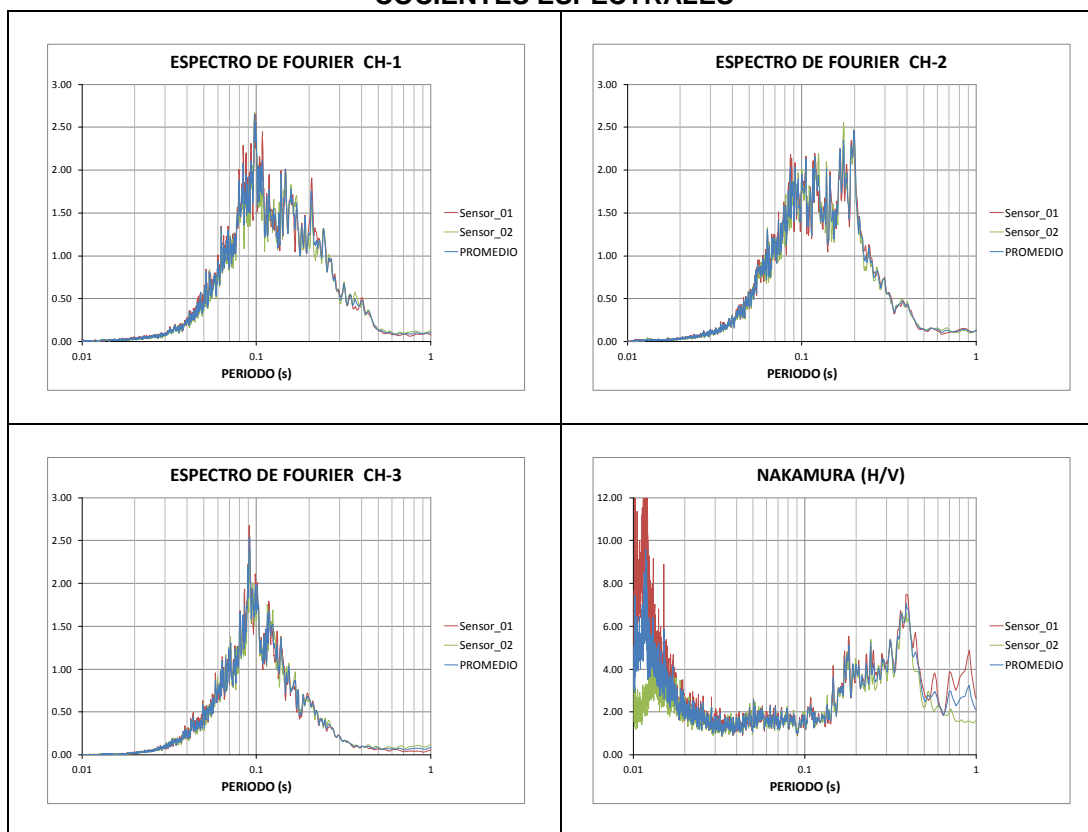 COCIENTES ESPECTRALES
ESPECTRO DE FOURIER CH-1
3.00
2.50
2.00
1.50
1.00
0.50
0.00
0.01
0.1
1
PERIODO (s)
Sensor_01
Sensor_02
PROMEDIO
ESPECTRO DE FOURIER CH-2
3.00
2.50
2.00
1.50
1.00
0.50
0.00
0.01
0.1
1
PERIODO (s)
Sensor_01
Sensor_02
PROMEDIO
ESPECTRO DE FOURIER CH-3
3.00
2.50
2.00
1.50
1.00
0.50
0.00
0.01
0.1
1
PERIODO (s)
Sensor_01
Sensor_02
PROMEDIO
NAKAMURA (H/V)
12.00
10.00
8.00
6.00
4.00
2.00
0.00
0.01
0.1
1
PERIODO (s)
Sensor_01
Sensor_02
PROMEDIO